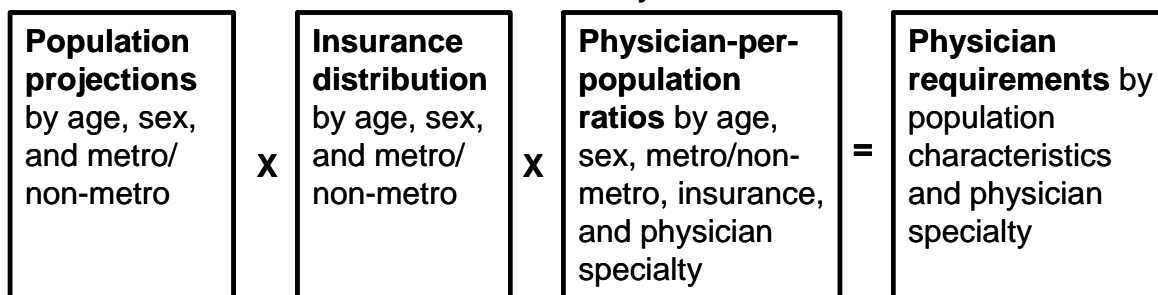 Population
projections
by age, sex,
and metro/
non-metro
X
Insurance
distribution
by age, sex,
and metro/
non-metro
X
Physician-per-
population
ratios by age,
sex, metro/non-
metro, insurance,
and physician
specialty
=
Physician
requirements by
population
characteristics
and physician
specialty